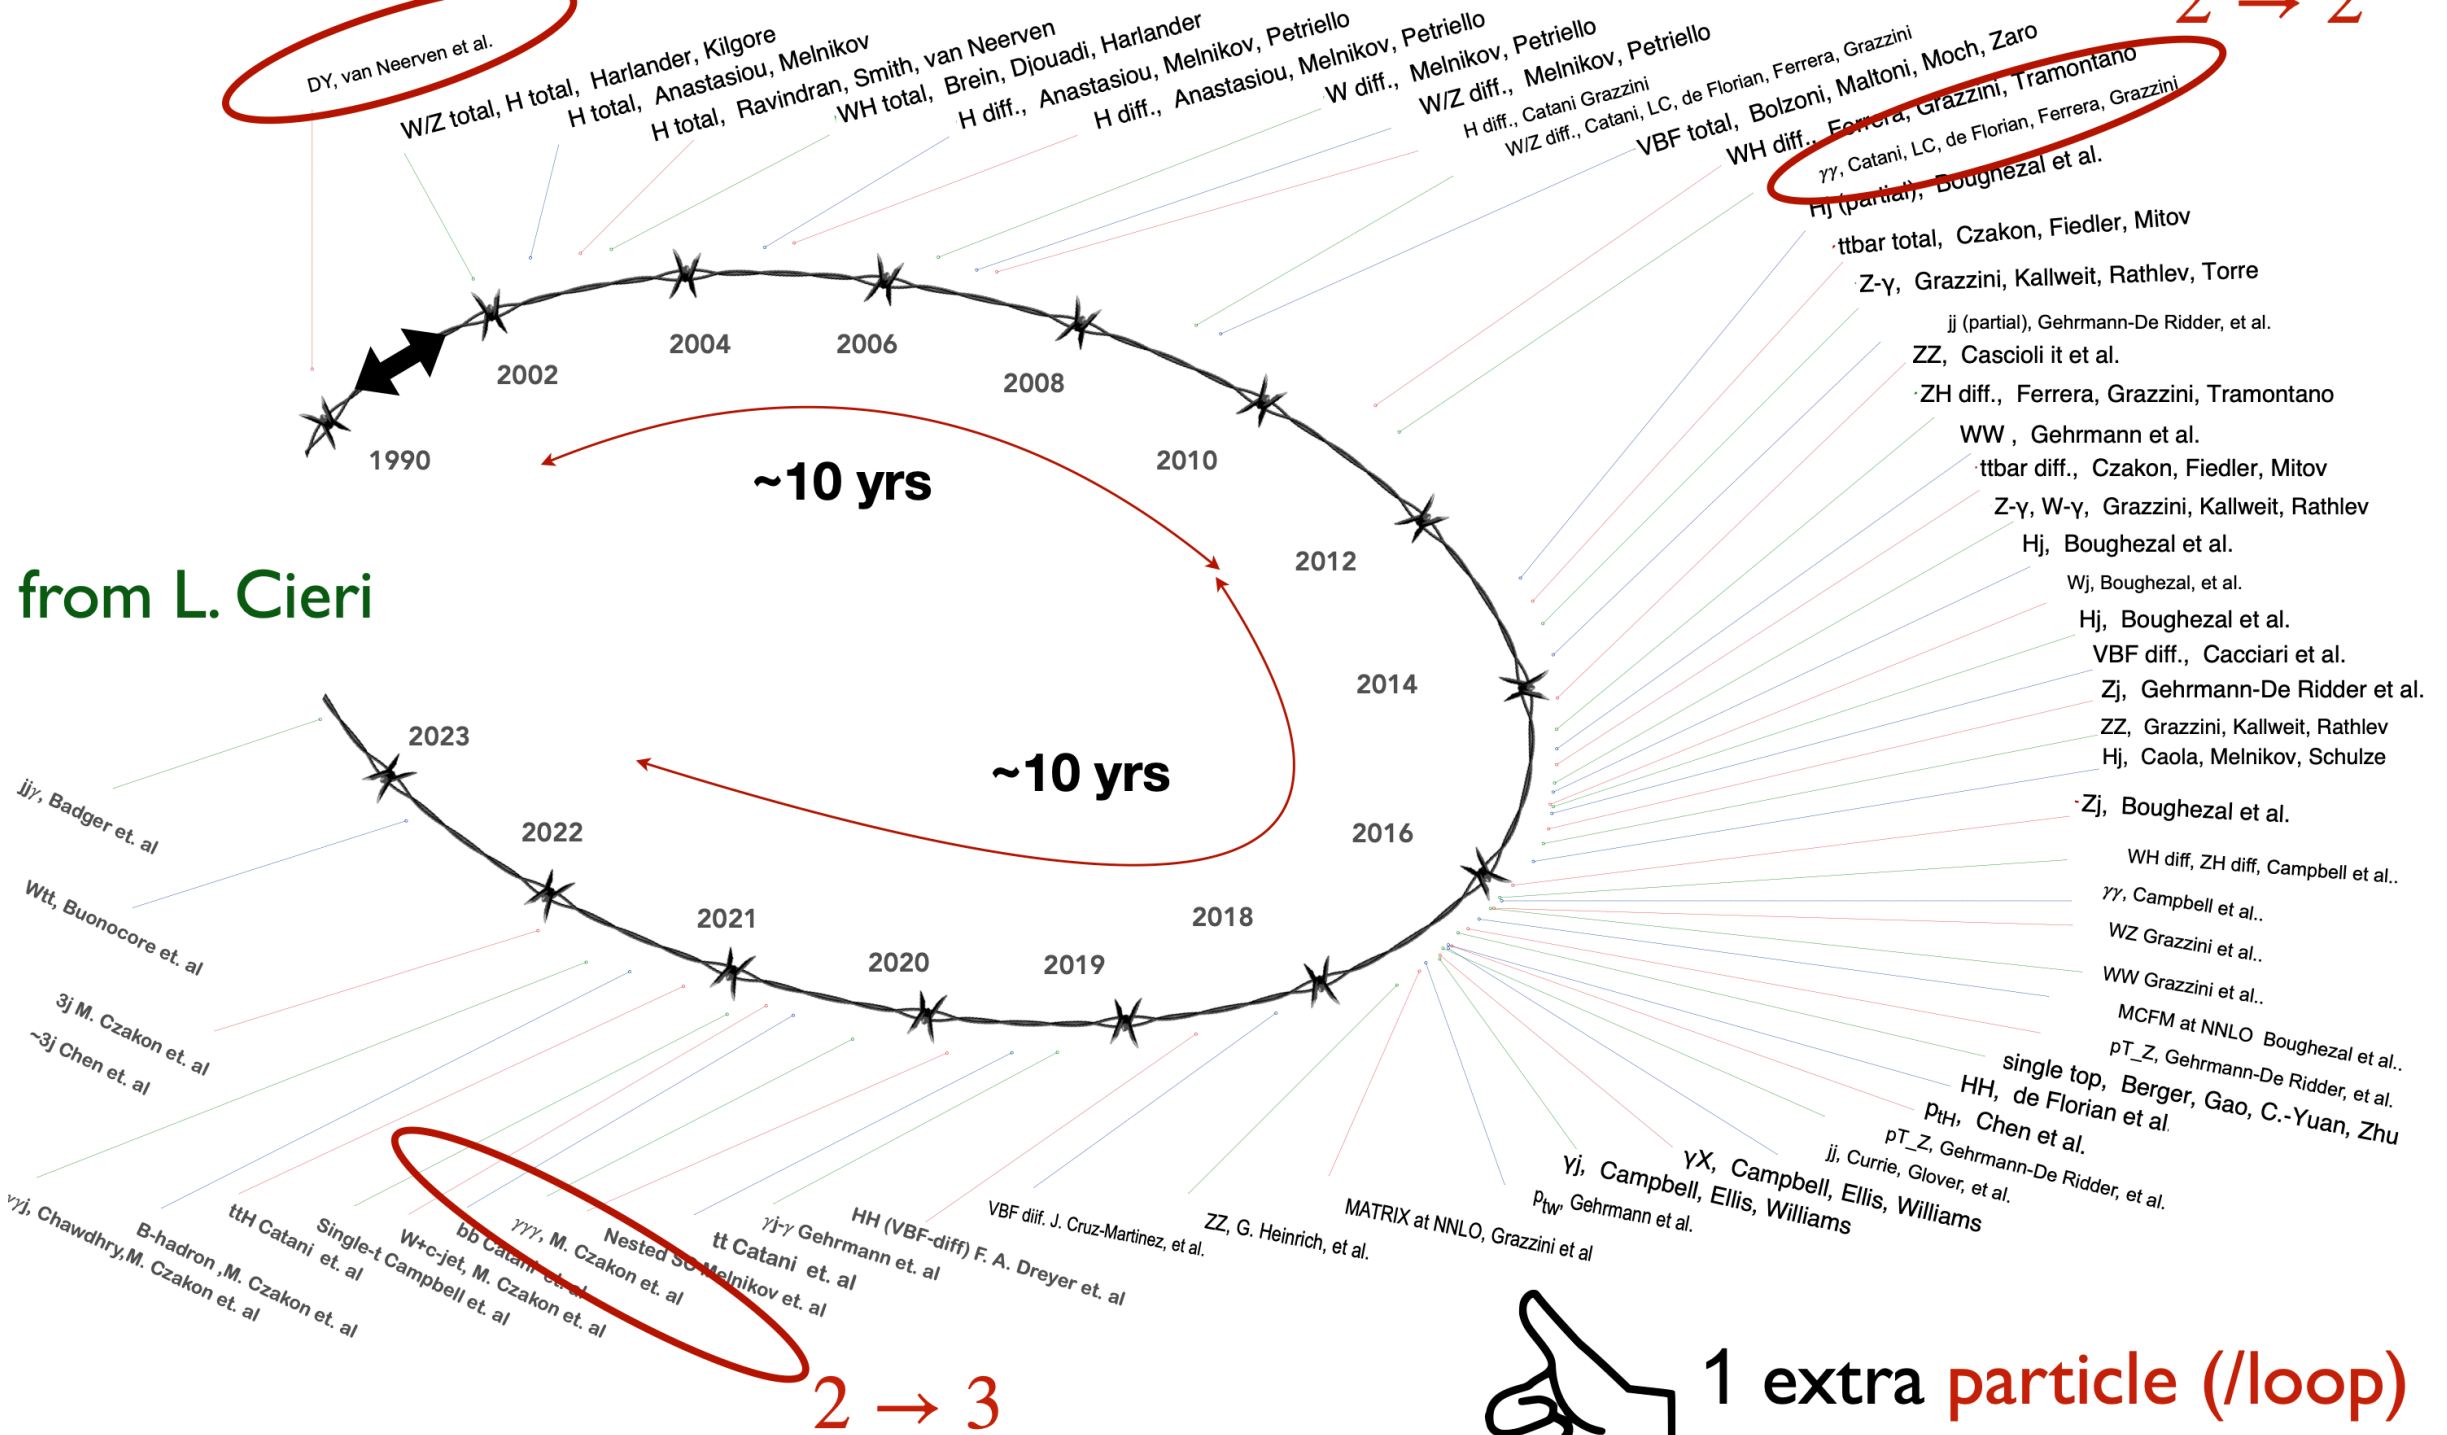 2 → 2
DY, van Neerven et al.
W/Z total, H total, Harlander, Kilgore
H total, Anastasiou, Melnikov
H total, Ravindran, Smith, van Neerven
WH total, Brein, Djouadi, Harlander
H diff., Anastasiou, Melnikov, Petriello
H diff., Anastasiou, Melnikov, Petriello
W diff., Melnikov, Petriello
W/Z diff., Melnikov, Petriello
H diff., Catani Grazzini
W/Z diff., Catani, LC, de Florian, Ferrera, Grazzini
VBF total, Bolzoni, Maltoni, Moch, Zaro
WH diff., Ferrera, Grazzini, Tramontano
γγ, Catani, LC, de Florian, Ferrera, Grazzini
Hj (partial), Boughezal et al.
ttbar total, Czakon, Fiedler, Mitov
Z-γ, Grazzini, Kallweit, Rathlev, Torre
jj (partial), Gehrmann-De Ridder, et al.
ZZ, Cascioli it et al.
ZH diff., Ferrera, Grazzini, Tramontano
WW , Gehrmann et al.
ttbar diff., Czakon, Fiedler, Mitov
Z-γ, W-γ, Grazzini, Kallweit, Rathlev
Hj, Boughezal et al.
Wj, Boughezal, et al.
Hj, Boughezal et al.
VBF diff., Cacciari et al.
Zj, Gehrmann-De Ridder et al.
ZZ, Grazzini, Kallweit, Rathlev
Hj, Caola, Melnikov, Schulze
Zj, Boughezal et al.
WH diff, ZH diff, Campbell et al..
γγ, Campbell et al..
WZ Grazzini et al..
WW Grazzini et al..
MCFM at NNLO Boughezal et al..
pT_Z, Gehrmann-De Ridder, et al.
single top, Berger, Gao, C.-Yuan, Zhu
HH, de Florian et al.
ptH, Chen et al.
pT_Z, Gehrmann-De Ridder, et al.
jj, Currie, Glover, et al.
γX, Campbell, Ellis, Williams
γj, Campbell, Ellis, Williams
ptw, Gehrmann et al.
MATRIX at NNLO, Grazzini et al
ZZ, G. Heinrich, et al.
VBF diif. J. Cruz-Martinez, et al.
HH (VBF-diff) F. A. Dreyer et. al
γj-γ Gehrmann et. al
tt Catani et. al
Nested SC Melnikov et. al
γγγ, M. Czakon et. al
bb Catani et. al
W+c-jet, M. Czakon et. al
Single-t Campbell et. al
ttH Catani et. al
B-hadron ,M. Czakon et. al
γγj, Chawdhry,M. Czakon et. al
~3j Chen et. al
3j M. Czakon et. al
Wtt, Buonocore et. al
jjγ, Badger et. al
1990
2002
2004
2006
2008
2010
2012
2014
2016
2018
2019
2020
2021
2022
2023
~10 yrs
~10 yrs
from L. Cieri
2 → 3
1 extra particle (/loop)